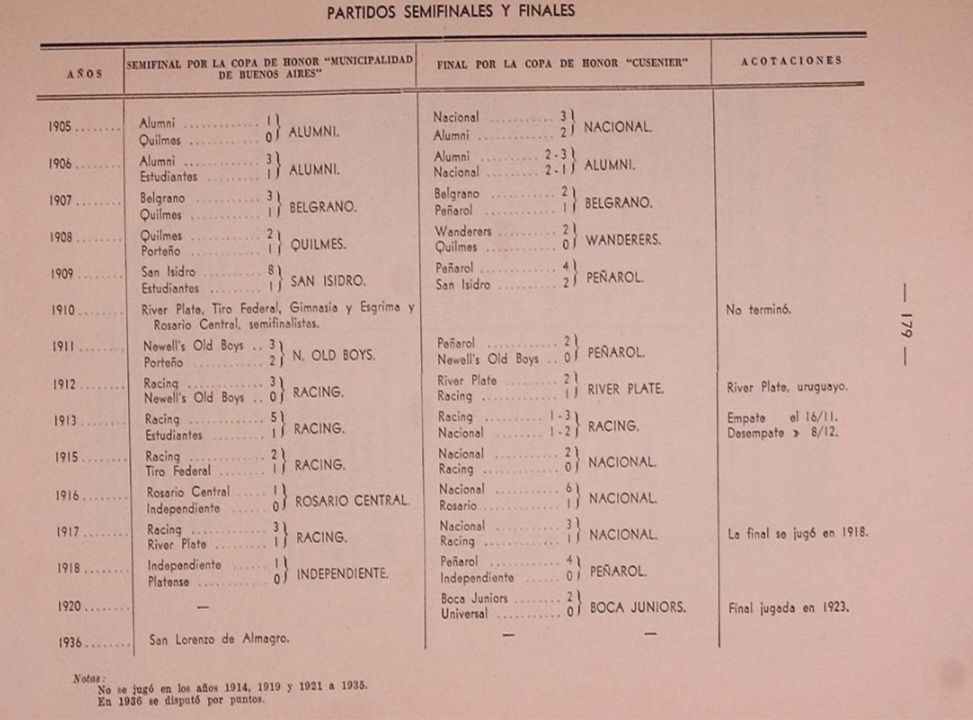 PARTIDOS SEMIFINALES Y FINALES
AÑOS
SEMIFINAL POR LA COPA DE HONOR "MUNICIPALIDAD
DE BUENOS AIRES"
FINAL POR LA COPA DE HONOR "CUSENIER"
ACOTACIONES
1905 ........ Alumni ............. 1 } ALUMNI. Nacional ........... 3 } NACIONAL.
Quilmes ............ 0 Alumni ............. 2
1906 ........ Alumni ............. 3 } ALUMNI. Alumni ......... 2 - 3 } ALUMNI.
Estudiantes ......... 1 Nacional ......... 2 - 1
1907 ........ Belgrano ........... 3 } BELGRANO. Belgrano ........... 2 } BELGRANO.
Quilmes ............ 1 Peñarol ............ 1
1908 ........ Quilmes ............ 2 } QUILMES. Wanderers .......... 2 } WANDERERS.
Porteño ............ 1 Quilmes ............ 0
1909 ........ San Isidro .......... 8 } SAN ISIDRO. Peñarol ............ 4 } PEÑAROL.
Estudiantes ......... 1 San Isidro .......... 2
1910 ........ River Plate, Tiro Federal, Gimnasia y Esgrima y No terminó.
Rosario Central, semifinalistas.
1911 ........ Newell's Old Boys .. 3 } N. OLD BOYS. Peñarol ............ 2 } PEÑAROL.
Porteño ............ 2 Newell's Old Boys .. 0
1912 ........ Racing ............. 3 } RACING. River Plate ......... 2 } RIVER PLATE. River Plate, uruguayo.
Newell's Old Boys .. 0 Racing ............. 1
1913 ........ Racing ............. 5 } RACING. Racing ......... 1 - 3 } RACING. Empate el 16/11.
Estudiantes ......... 1 Nacional ........ 1 - 2 Desempate » 8/12.
1915 ........ Racing ............. 2 } RACING. Nacional ........... 2 } NACIONAL.
Tiro Federal ........ 1 Racing ............. 0
1916 ........ Rosario Central ..... 1 } ROSARIO CENTRAL. Nacional ........... 6 } NACIONAL.
Independiente ...... 0 Rosario ............ 1
1917 ........ Racing ............. 3 } RACING. Nacional ........... 3 } NACIONAL. La final se jugó en 1918.
River Plate ......... 1 Racing ............. 1
1918 ........ Independiente ...... 1 } INDEPENDIENTE. Peñarol ............ 4 } PEÑAROL.
Platense ........... 0 Independiente ...... 0
1920 ........ — Boca Juniors ........ 2 } BOCA JUNIORS. Final jugada en 1923.
Universal .......... 0
1936 ........ San Lorenzo de Almagro. — —
Notas:
No se jugó en los años 1914, 1919 y 1921 a 1935.
En 1936 se disputó por puntos.
— 179 —